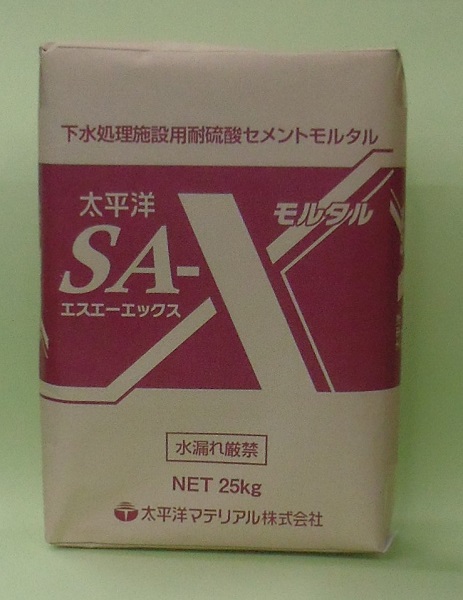 下水処理施設用耐硫酸セメントモルタル
太平洋
モルタル
SA-X
エスエーエックス
水漏れ厳禁
NET 25kg
太平洋マテリアル株式会社